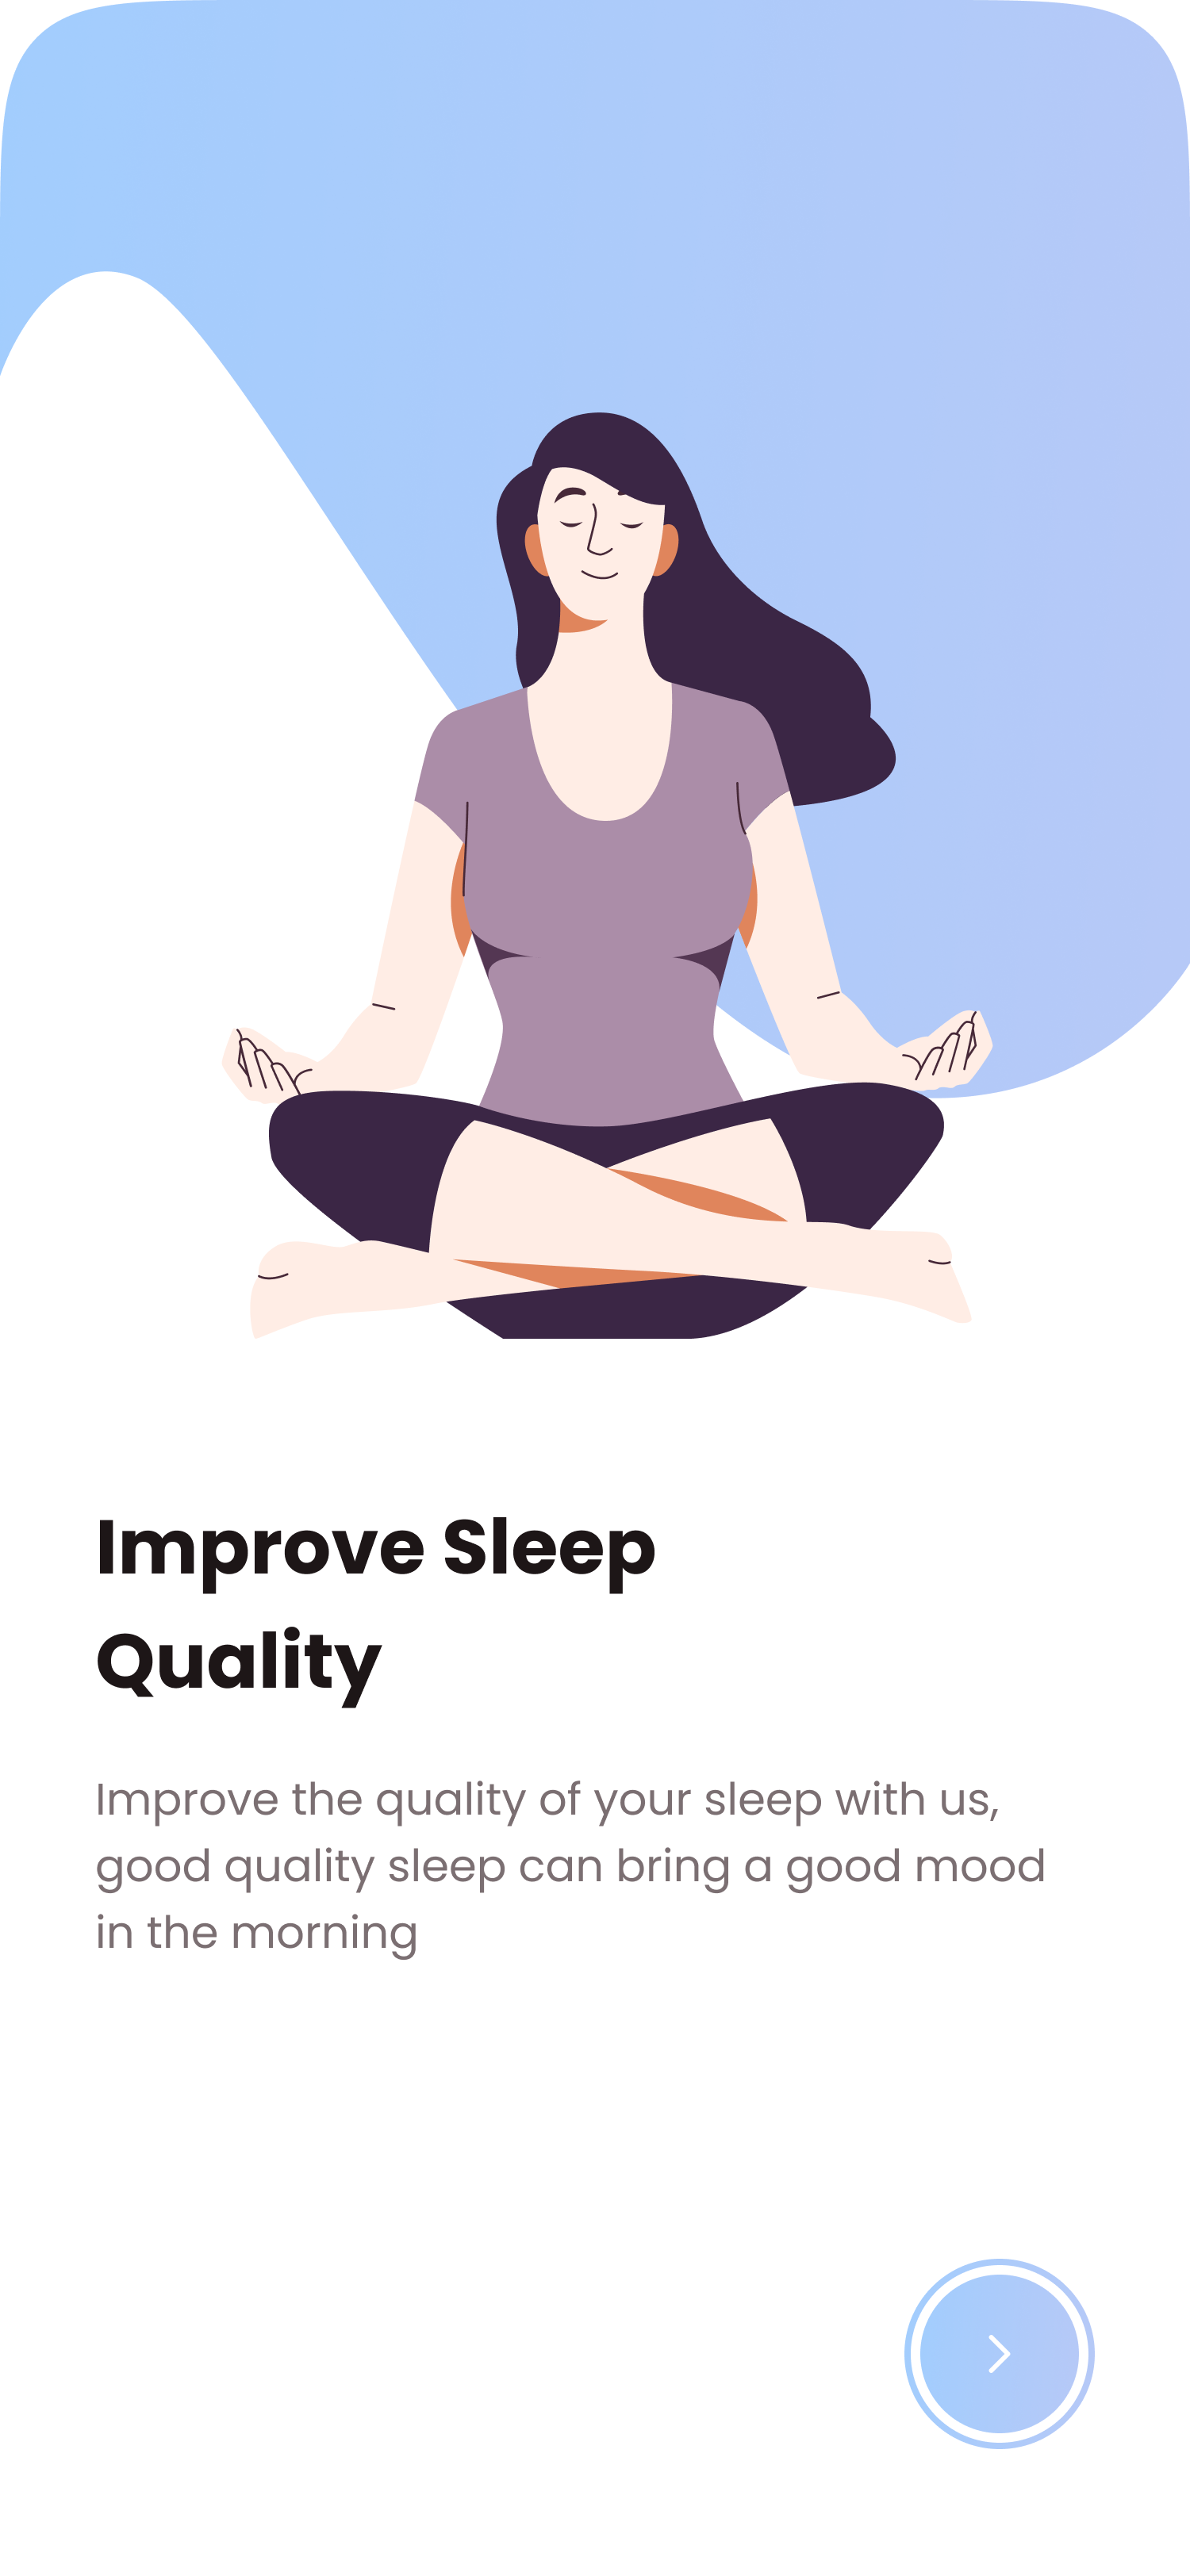 Improve Sleep
Quality
Improve the quality of your sleep with us,
good quality sleep can bring a good mood
in the morning